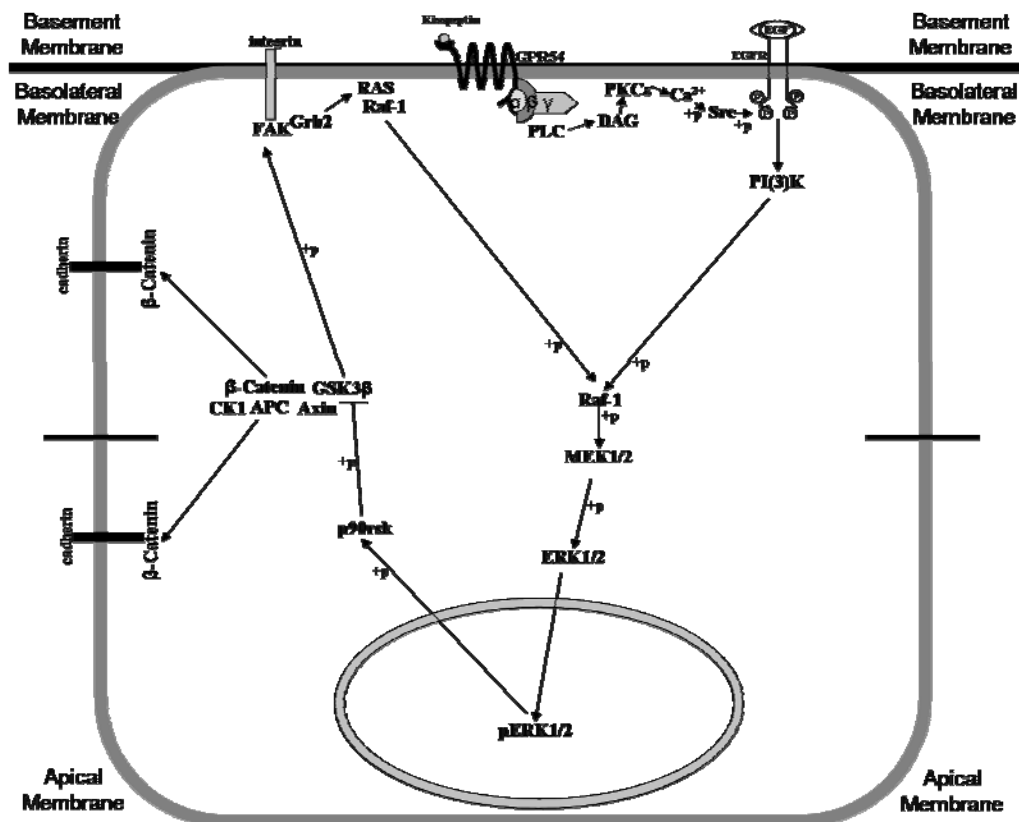 Basement
Membrane
Basolateral
Membrane
Kisspeptin
integrin
GPR54
EGF
EGFR
Basement
Membrane
Basolateral
Membrane
RAS
Raf-1
FAK
Grb2
α β γ
PLC
DAG
PKCs
Ca²⁺
+p
Src
+p
P
P
P
P
PI(3)K
+p
cadherin
β-Catenin
+p
+p
β-Catenin GSK3β
CK1 APC Axin
Raf-1
+p
MEK1/2
+p
+p
cadherin
β-Catenin
p90rsk
ERK1/2
+p
pERK1/2
Apical
Membrane
Apical
Membrane